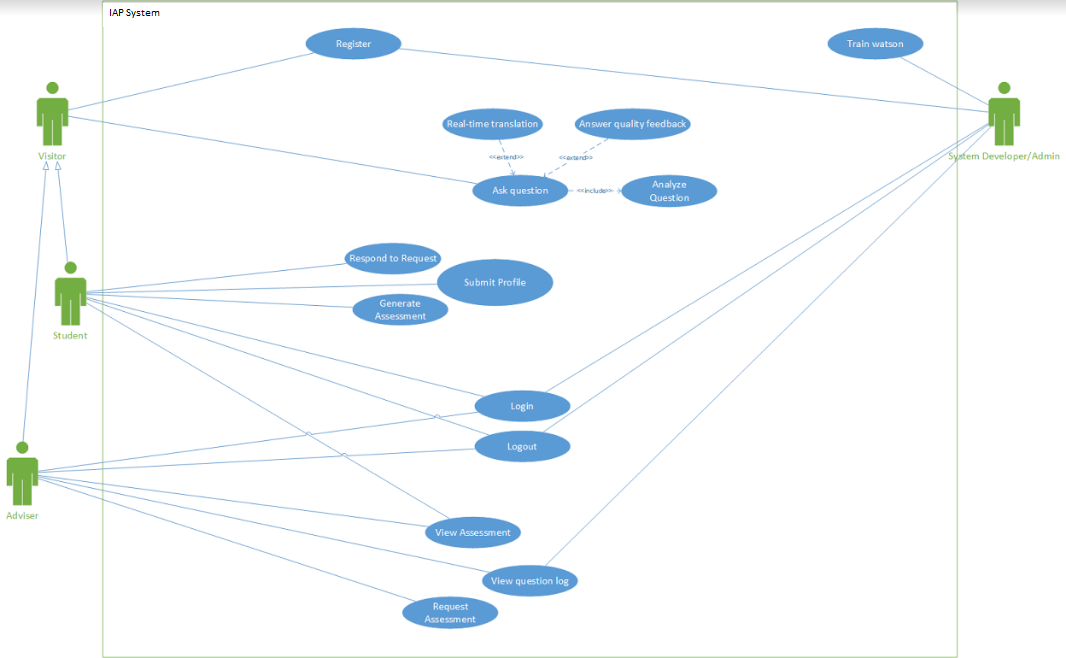 IAP System
Register
Train watson
Real-time translation
Answer quality feedback
Visitor
System Developer/Admin
<<extend>>
<<extend>>
Ask question
<<include>>
Analyze
Question
Respond to Request
Submit Profile
Generate
Assessment
Student
Login
Logout
Adviser
View Assessment
View question log
Request
Assessment